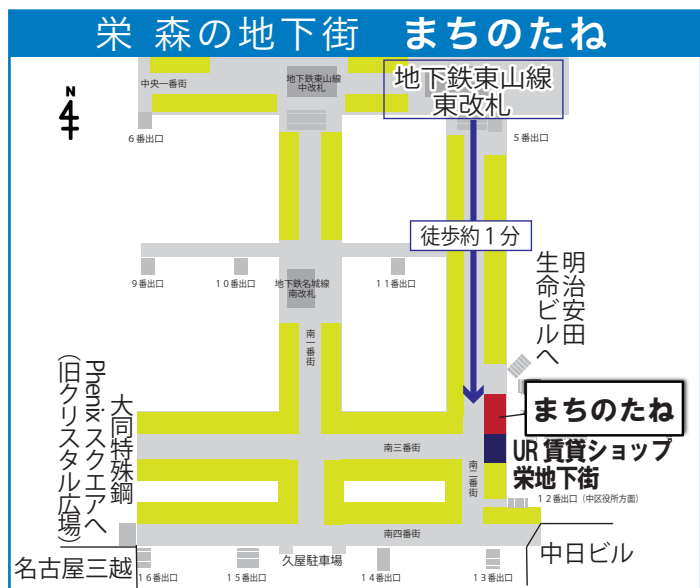 栄 森の地下街 まちのたね
中央一番街
地下鉄東山線
中改札
地下鉄東山線
東改札
N
6番出口
5番出口
徒歩約1分
9番出口
10番出口
地下鉄名城線
南改札
11番出口
明治安田
生命ビルへ
南一番街
まちのたね
UR賃貸ショップ
栄地下街
大同特殊鋼
Phenixスクエアへ
(旧クリスタル広場)
南三番街
南二番街
12番出口(中区役所方面)
南四番街
名古屋三越
久屋駐車場
中日ビル
16番出口
15番出口
14番出口
13番出口